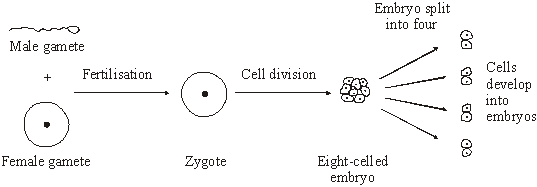 Male gamete
+
Female gamete
Fertilisation
Zygote
Cell division
Eight-celled
embryo
Embryo split
into four
Cells
develop
into
embryos